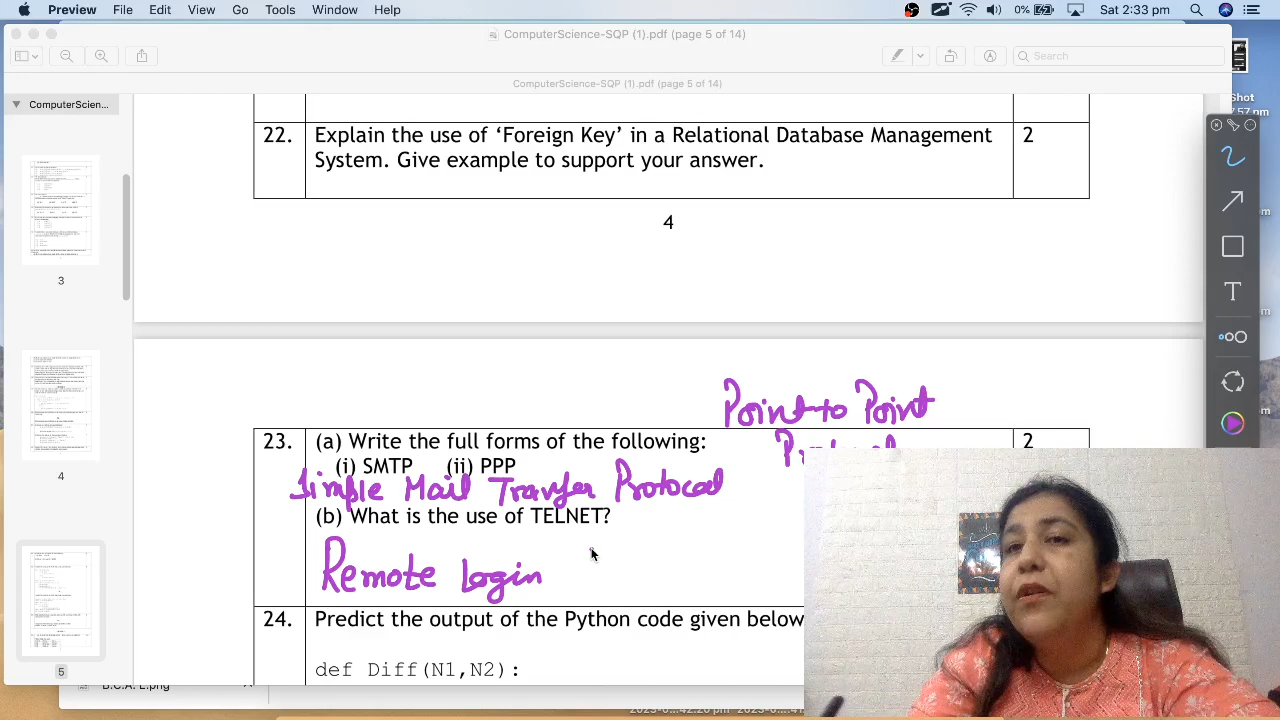 Preview File Edit View Go Tools Window Help 0% Sat 2:33 pm
ComputerScience-SQP (1).pdf (page 5 of 14)
Search
ComputerScience-SQP (1).pdf (page 5 of 14)
ComputerScien...
Shot
7.57 pm
22. Explain the use of ‘Foreign Key’ in a Relational Database Management 2
System. Give example to support your answer.
4
3
4
5
Point to Point
23. (a) Write the full forms of the following: 2
(i) SMTP (ii) PPP
Simple Mail Transfer Protocol
(b) What is the use of TELNET?
Remote Login
24. Predict the output of the Python code given below
def Diff(N1,N2):
B.C.A L.png
T